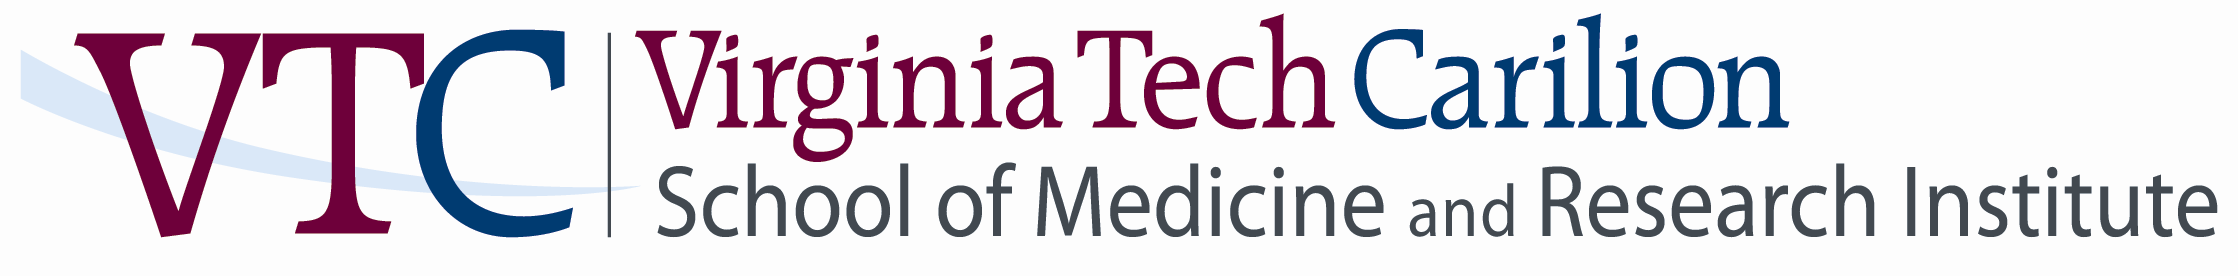 VTC
Virginia Tech Carilion
School of Medicine and Research Institute